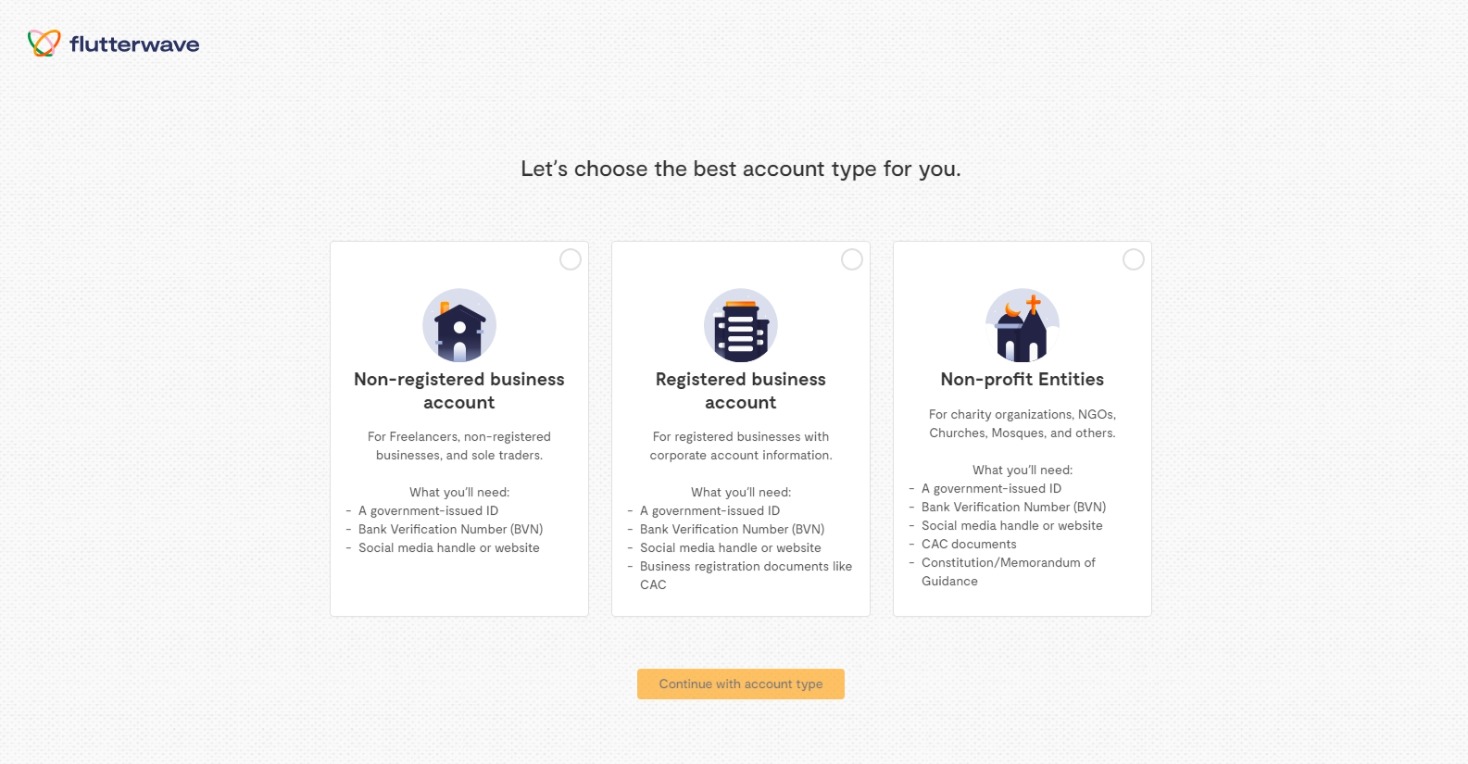 flutterwave
Let's choose the best account type for you.
Non-registered business
account
For Freelancers, non-registered
businesses, and sole traders.
What you'll need:
- A government-issued ID
- Bank Verification Number (BVN)
- Social media handle or website
Registered business
account
For registered businesses with
corporate account information.
What you'll need:
- A government-issued ID
- Bank Verification Number (BVN)
- Social media handle or website
- Business registration documents like
CAC
Non-profit Entities
For charity organizations, NGOs,
Churches, Mosques, and others.
What you'll need:
- A government-issued ID
- Bank Verification Number (BVN)
- Social media handle or website
- CAC documents
- Constitution/Memorandum of
Guidance
Continue with account type